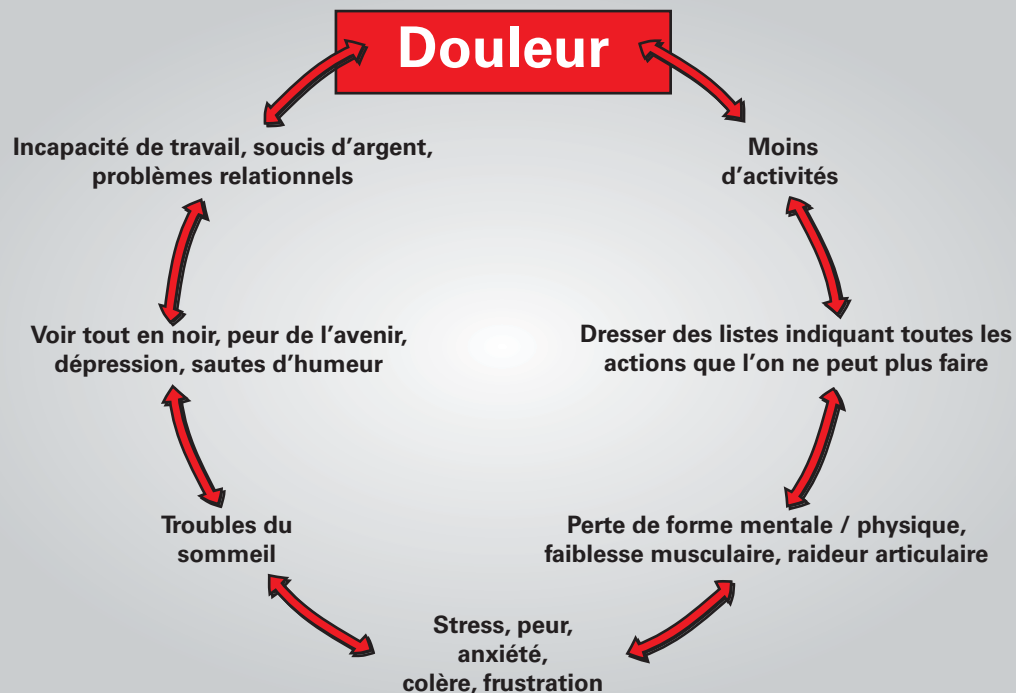 Douleur
Moins
d'activités
Dresser des listes indiquant toutes les
actions que l'on ne peut plus faire
Perte de forme mentale / physique,
faiblesse musculaire, raideur articulaire
Stress, peur,
anxiété,
colère, frustration
Troubles du
sommeil
Voir tout en noir, peur de l'avenir,
dépression, sautes d'humeur
Incapacité de travail, soucis d'argent,
problèmes relationnels